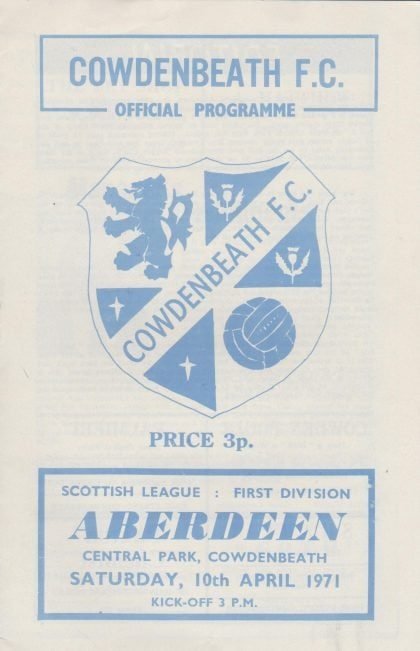 COWDENBEATH F.C.
OFFICIAL PROGRAMME
COWDENBEATH F.C.
PRICE 3p.
SCOTTISH LEAGUE : FIRST DIVISION
ABERDEEN
CENTRAL PARK, COWDENBEATH
SATURDAY, 10th APRIL 1971
KICK-OFF 3 P.M.